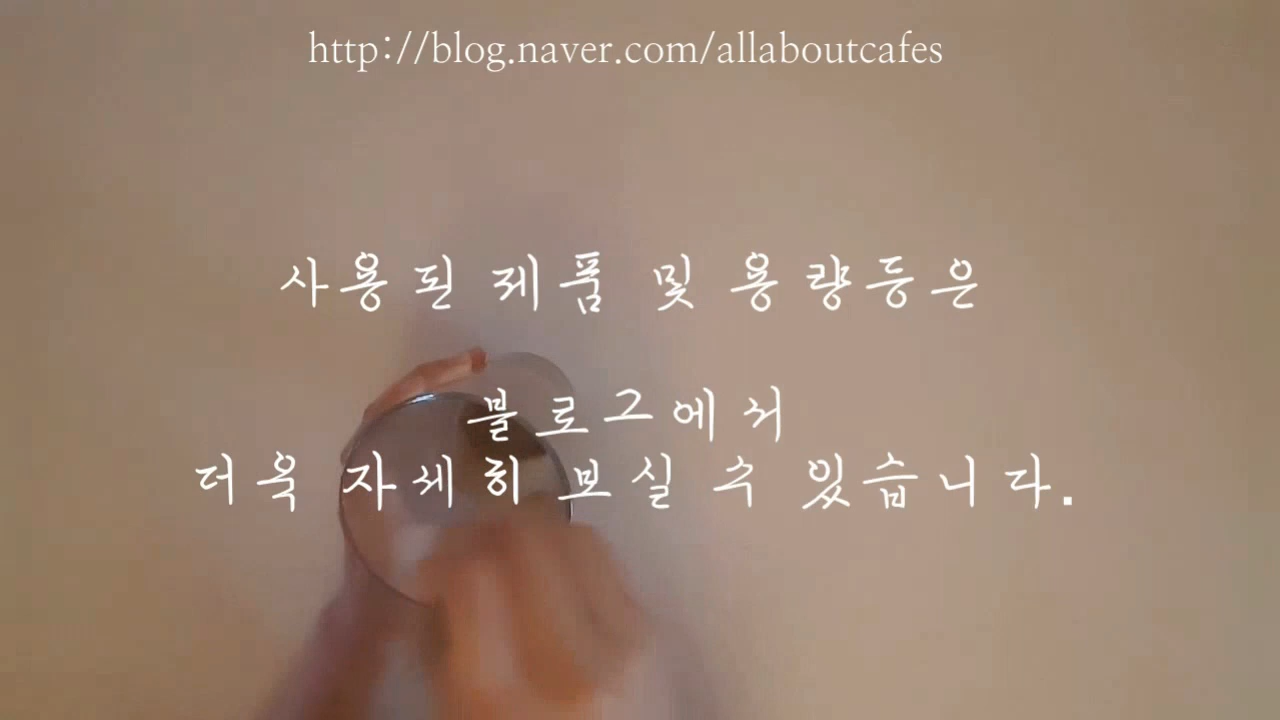 http://blog.naver.com/allaboutcafes
사용된 제품 및 용량등은
블로그에서
더욱 자세히 보실 수 있습니다.